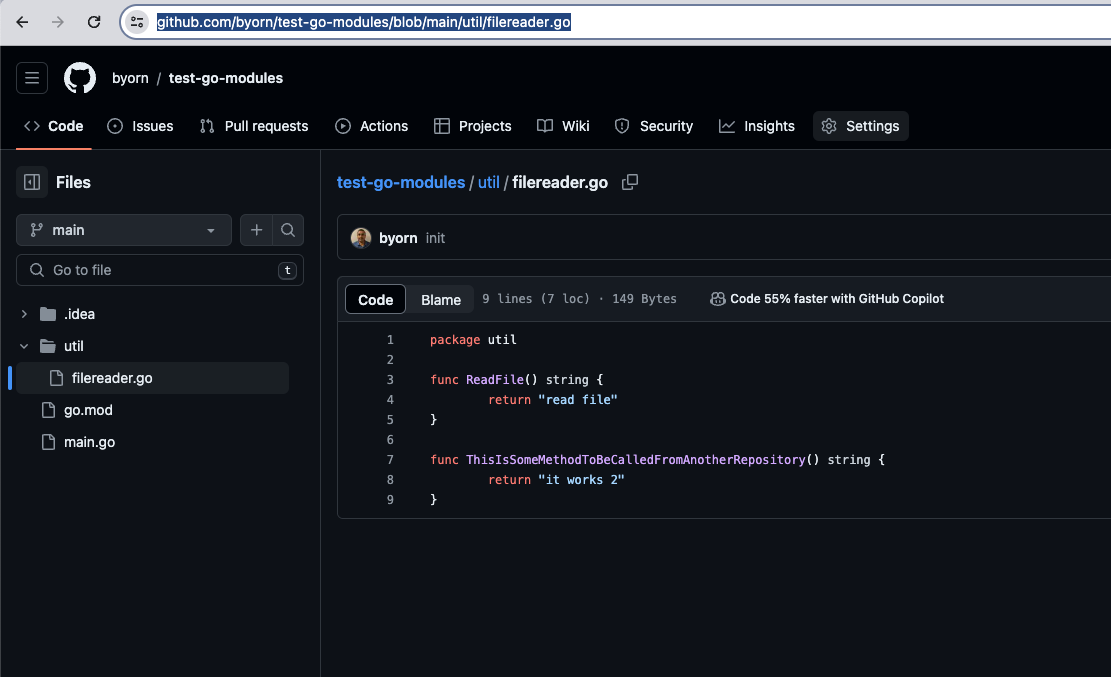 github.com/byorn/test-go-modules/blob/main/util/filereader.go
byorn / test-go-modules
Code Issues Pull requests Actions Projects Wiki Security Insights Settings
Files
main
Go to file t
.idea
util
filereader.go
go.mod
main.go
test-go-modules / util / filereader.go
byorn init
Code Blame 9 lines (7 loc) · 149 Bytes Code 55% faster with GitHub Copilot
1 package util
2
3 func ReadFile() string {
4 return "read file"
5 }
6
7 func ThisIsSomeMethodToBeCalledFromAnotherRepository() string {
8 return "it works 2"
9 }